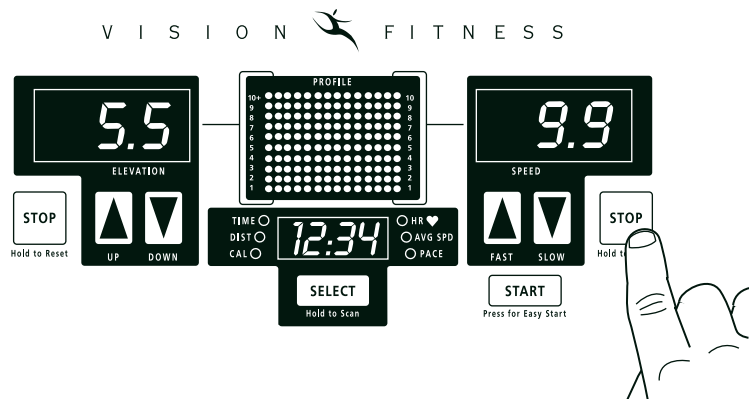 VISION FITNESS
PROFILE
10+ 10
9 9
8 8
7 7
6 6
5 5
4 4
3 3
2 2
1 1
5.5
ELEVATION
9.9
SPEED
STOP
Hold to Reset
UP DOWN
TIME
DIST
CAL
12:34
HR
AVG SPD
PACE
SELECT
Hold to Scan
FAST SLOW
STOP
Hold
START
Press for Easy Start